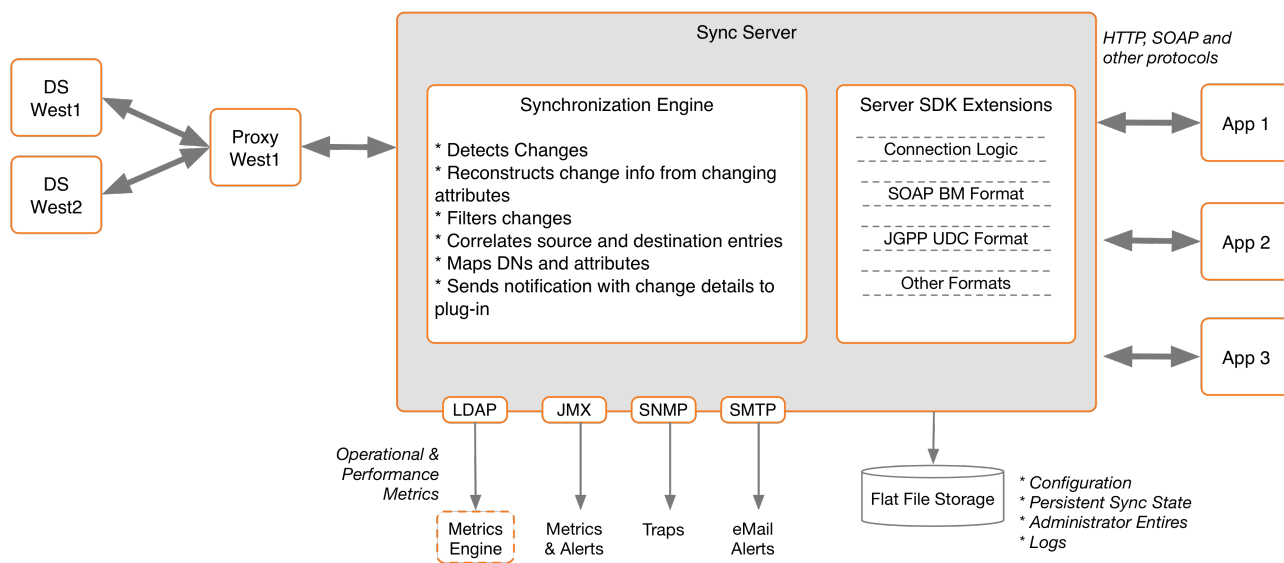 Sync Server
HTTP, SOAP and
other protocols
DS
West1
DS
West2
Proxy
West1
Synchronization Engine
* Detects Changes
* Reconstructs change info from changing
attributes
* Filters changes
* Correlates source and destination entries
* Maps DNs and attributes
* Sends notification with change details to
plug-in
Server SDK Extensions
Connection Logic
SOAP BM Format
JGPP UDC Format
Other Formats
App 1
App 2
App 3
LDAP
JMX
SNMP
SMTP
Operational &
Performance
Metrics
Metrics
Engine
Metrics
& Alerts
Traps
eMail
Alerts
Flat File Storage
* Configuration
* Persistent Sync State
* Administrator Entires
* Logs